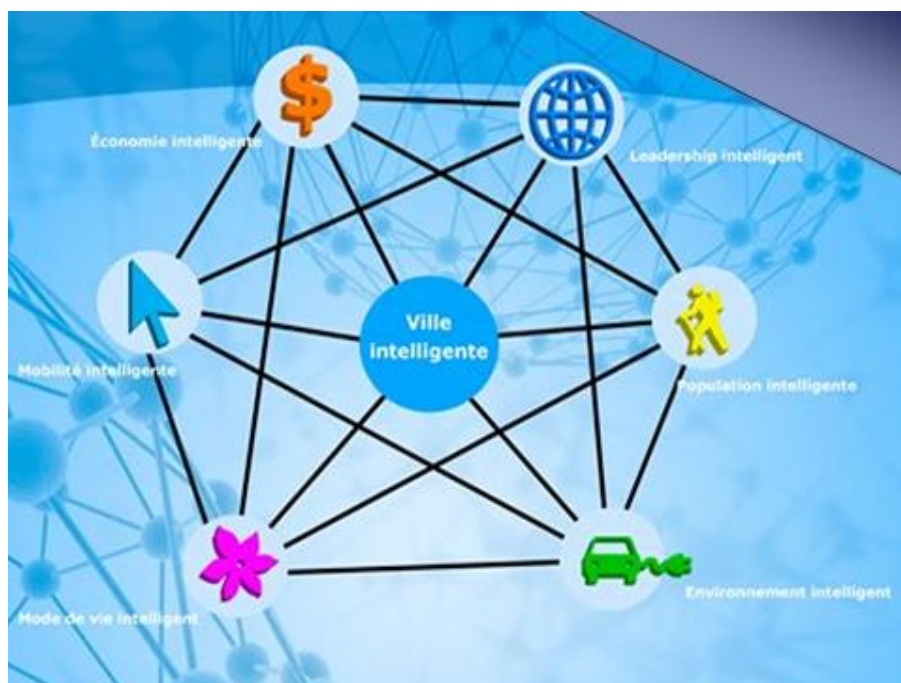 Économie intelligente
Leadership intelligent
Ville
intelligente
Mobilité intelligente
Population intelligente
Environnement intelligent
Mode de vie intelligent